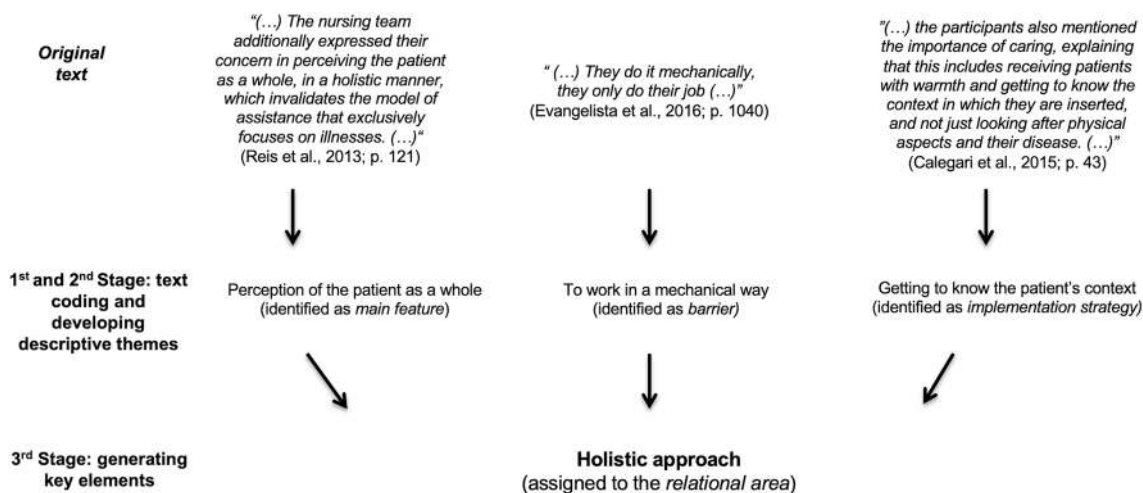 Original
text
“(…) The nursing team
additionally expressed their
concern in perceiving the patient
as a whole, in a holistic manner,
which invalidates the model of
assistance that exclusively
focuses on illnesses. (…)“
(Reis et al., 2013; p. 121)
“ (…) They do it mechanically,
they only do their job (…)”
(Evangelista et al., 2016; p. 1040)
”(…) the participants also mentioned
the importance of caring, explaining
that this includes receiving patients
with warmth and getting to know the
context in which they are inserted,
and not just looking after physical
aspects and their disease. (…)”
(Calegari et al., 2015; p. 43)
1st and 2nd Stage: text
coding and
developing
descriptive themes
Perception of the patient as a whole
(identified as main feature)
To work in a mechanical way
(identified as barrier)
Getting to know the patient’s context
(identified as implementation strategy)
3rd Stage: generating
key elements
Holistic approach
(assigned to the relational area)